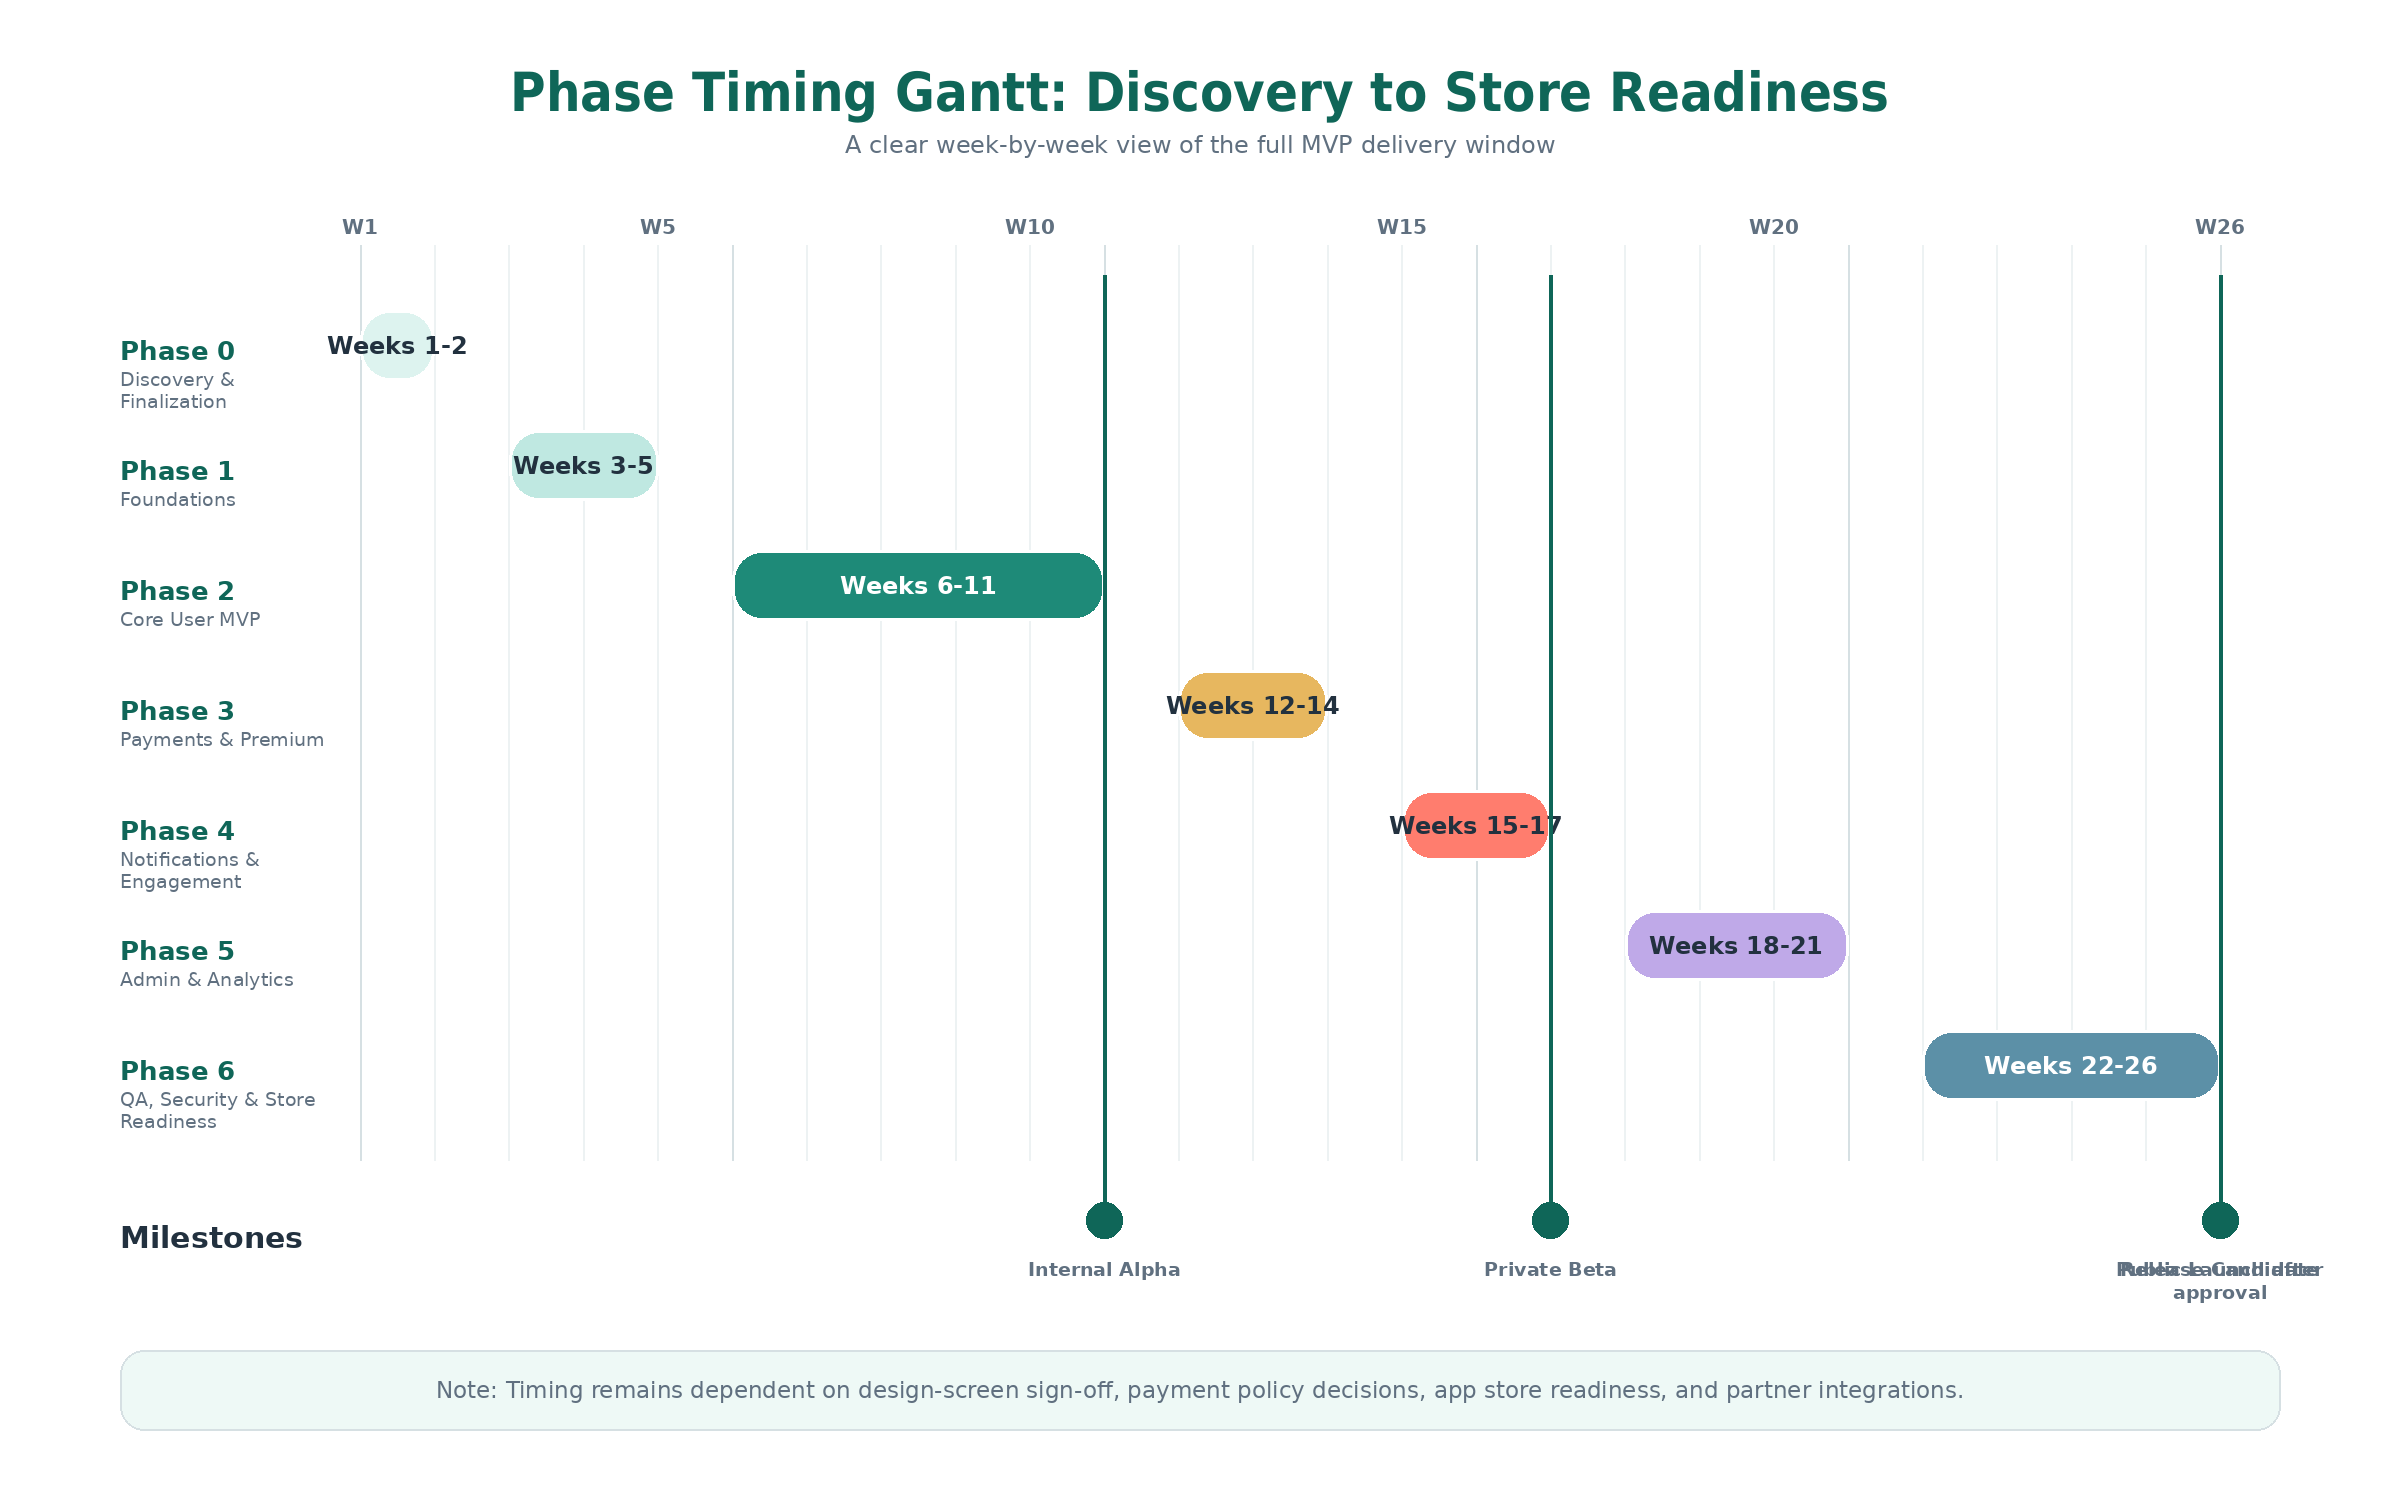 Phase Timing Gantt: Discovery to Store Readiness
A clear week-by-week view of the full MVP delivery window
W1 W5 W10 W15 W20 W26
Weeks 1-2
Phase 0
Discovery &
Finalization
Weeks 3-5
Phase 1
Foundations
Weeks 6-11
Phase 2
Core User MVP
Weeks 12-14
Phase 3
Payments & Premium
Weeks 15-17
Phase 4
Notifications &
Engagement
Weeks 18-21
Phase 5
Admin & Analytics
Weeks 22-26
Phase 6
QA, Security & Store
Readiness
Milestones
Internal Alpha
Private Beta
Release Candidate
Public Launch after
approval
Note: Timing remains dependent on design-screen sign-off, payment policy decisions, app store readiness, and partner integrations.